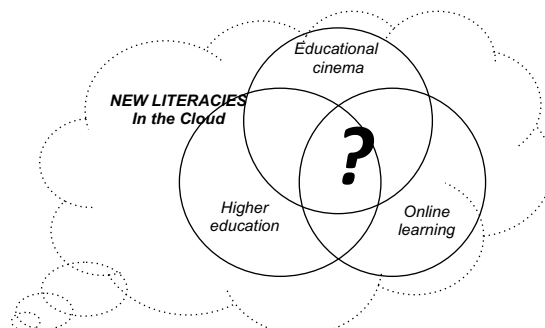 Educational
cinema
NEW LITERACIES
In the Cloud
?
Higher
education
Online
learning